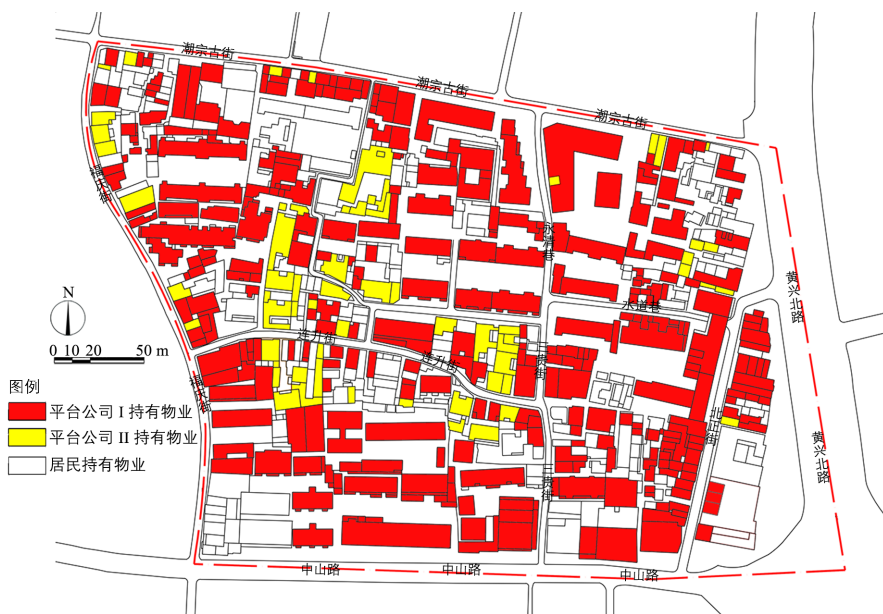 潮宗古街
潮宗古街
潮宗古街
福庆街
永清巷
黄兴北路
水道巷
N
0 10 20 50 m
连升街
连升街
三贵街
图例
福庆街
平台公司 I 持有物业
北正街
平台公司 II 持有物业
黄兴北路
居民持有物业
三贵街
中山路
中山路
中山路